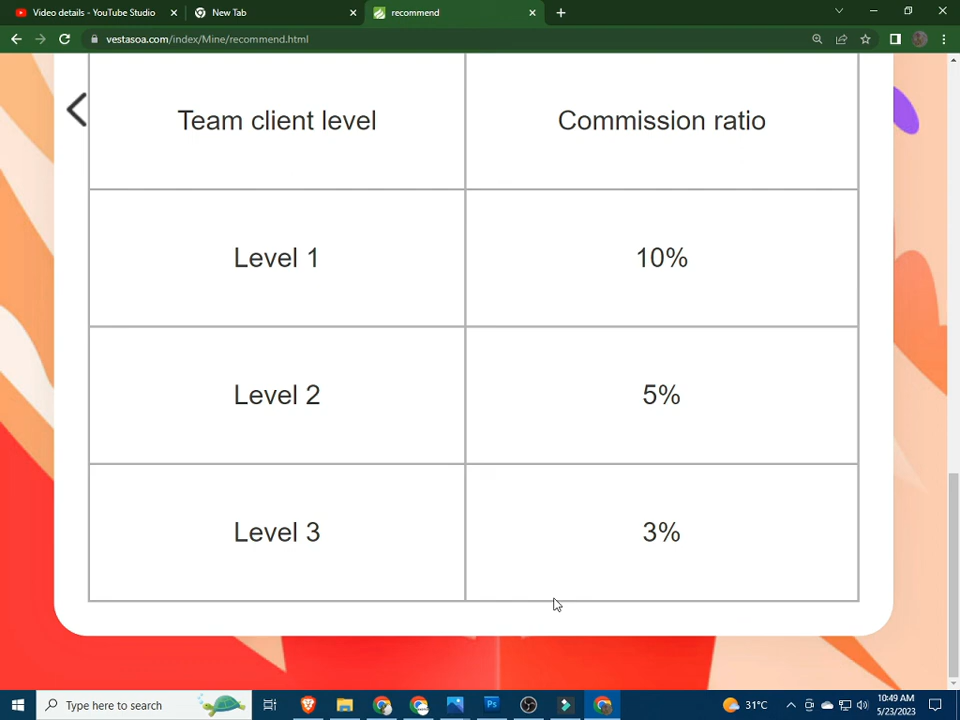 Video details - YouTube Studio
New Tab
recommend
vestasoa.com/index/Mine/recommend.html
Team client level
Commission ratio
Level 1
10%
Level 2
5%
Level 3
3%
Type here to search
Ps
31°C
10:49 AM
5/23/2023